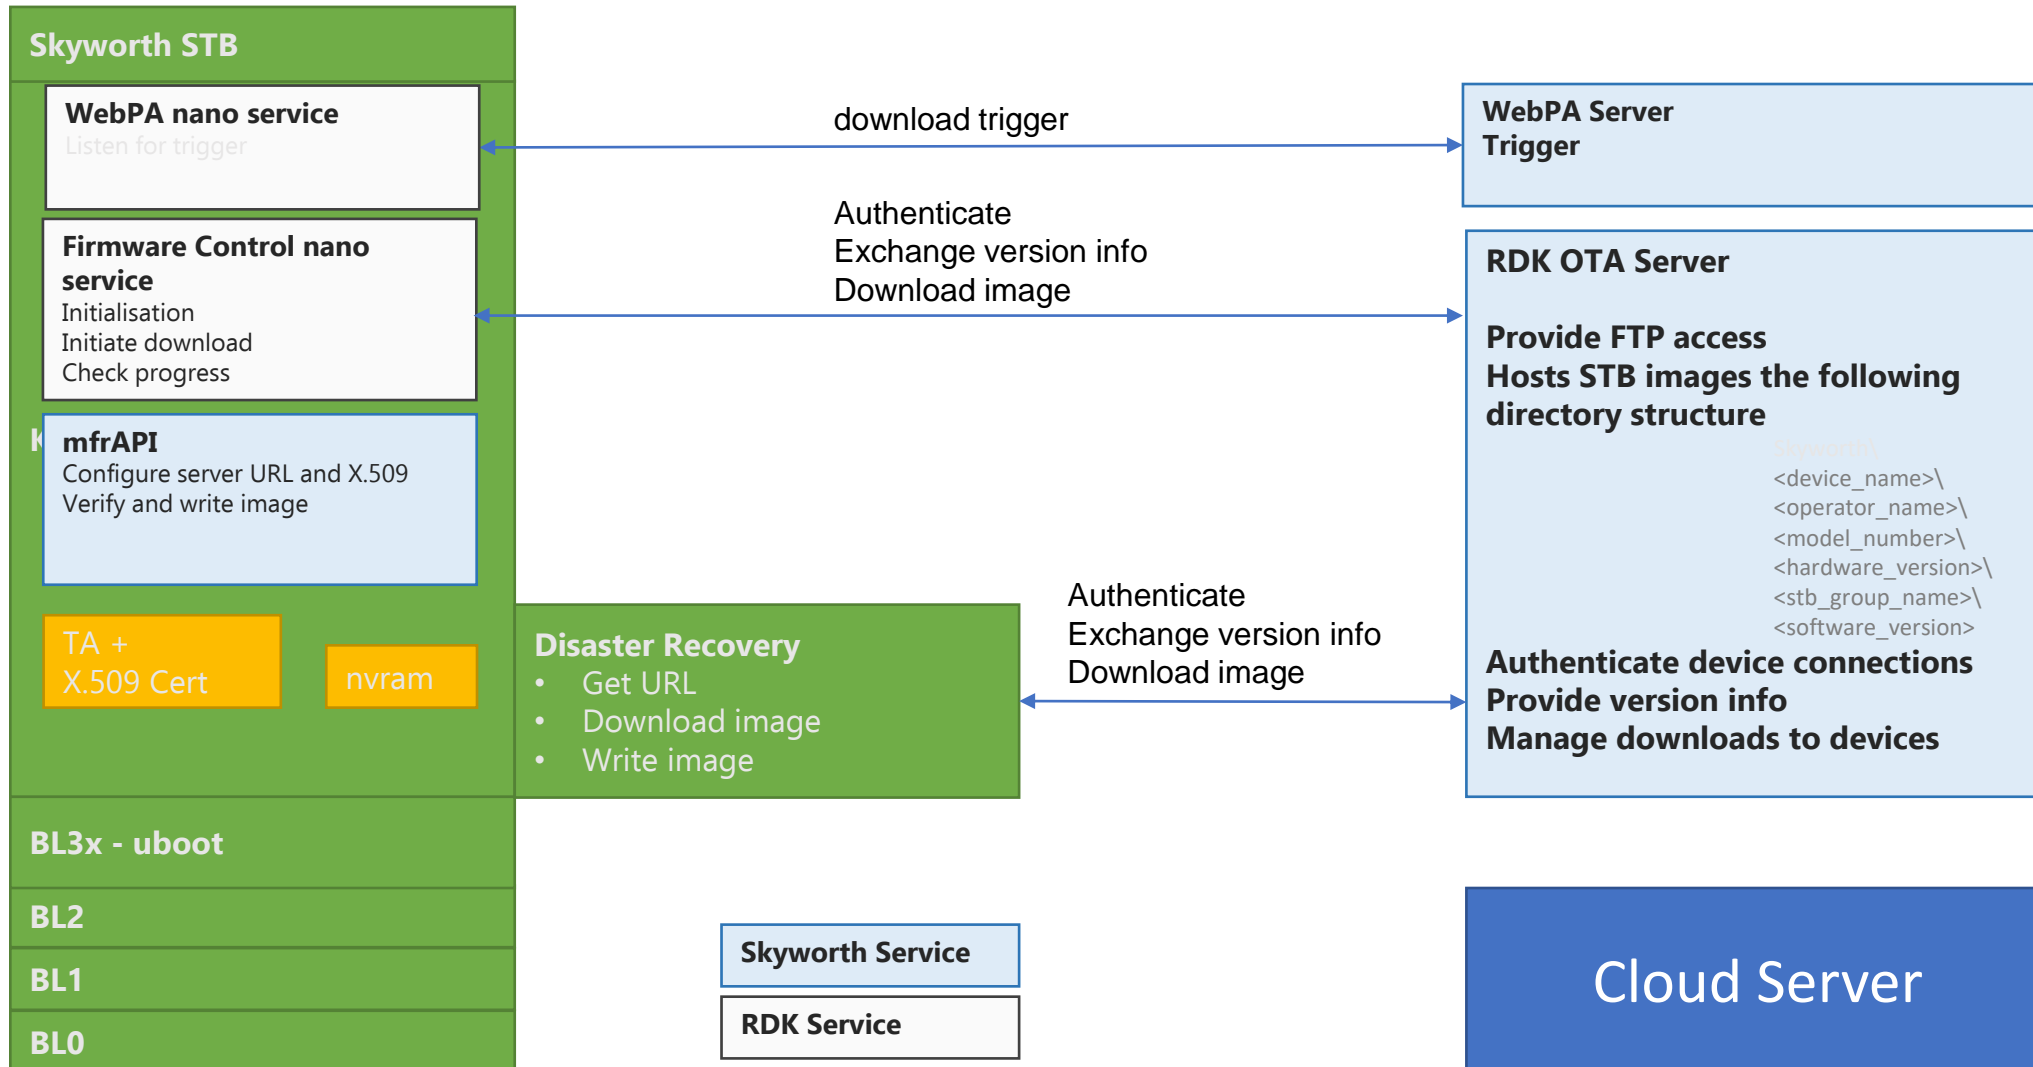 Skyworth STB
WebPA nano service
Listen for trigger
Firmware Control nano
service
Initialisation
Initiate download
Check progress
K
mfrAPI
Configure server URL and X.509
Verify and write image
TA +
X.509 Cert
nvram
Disaster Recovery
• Get URL
• Download image
• Write image
BL3x - uboot
BL2
BL1
BL0
download trigger
Authenticate
Exchange version info
Download image
Authenticate
Exchange version info
Download image
Skyworth Service
RDK Service
WebPA Server
Trigger
RDK OTA Server
Provide FTP access
Hosts STB images the following
directory structure
<device_name>\
<operator_name>\
<model_number>\
<hardware_version>\
<stb_group_name>\
<software_version>
Authenticate device connections
Provide version info
Manage downloads to devices
Cloud Server